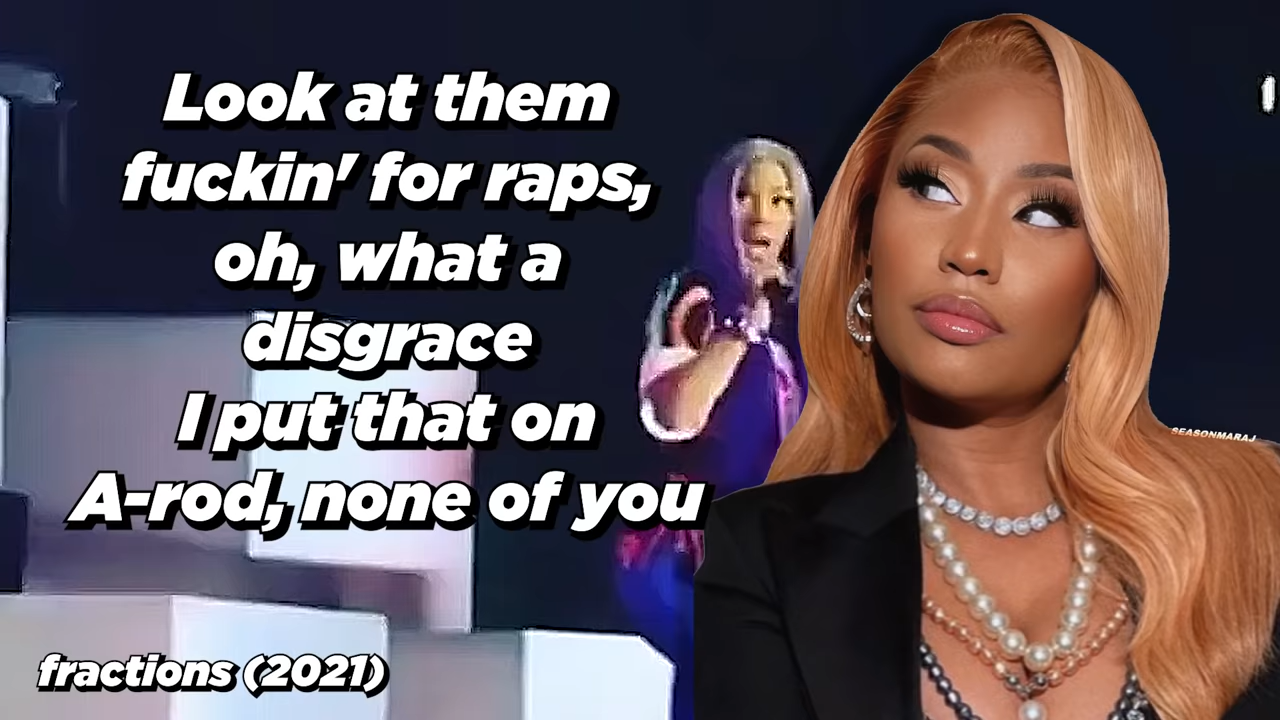 Look at them
fuckin' for raps,
oh, what a
disgrace
I put that on
A-rod, none of you
SEASONMARAJ
fractions (2021)